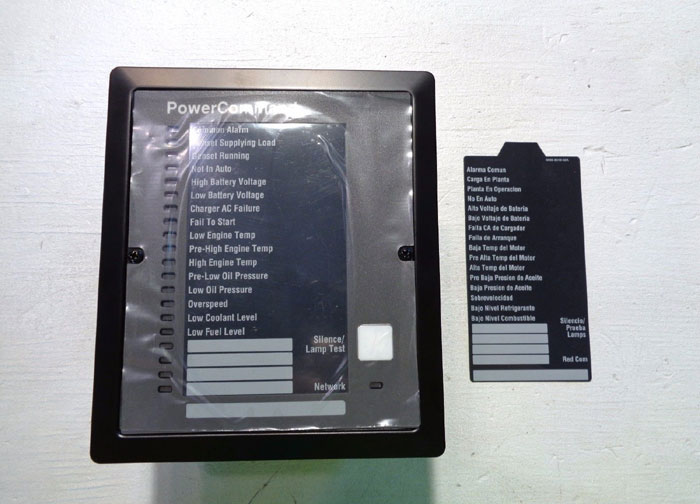 PowerCommand
Common Alarm
Genset Supplying Load
Genset Running
Not In Auto
High Battery Voltage
Low Battery Voltage
Charger AC Failure
Fail To Start
Low Engine Temp
Pre-High Engine Temp
High Engine Temp
Pre-Low Oil Pressure
Low Oil Pressure
Overspeed
Low Coolant Level
Low Fuel Level
Silence/
Lamp Test
Network
Alarma Comun
Carga En Planta
Planta En Operacion
No En Auto
Alto Voltaje de Bateria
Bajo Voltaje de Bateria
Falla CA de Cargador
Falla de Arranque
Baja Temp del Motor
Pre Alta Temp del Motor
Alta Temp del Motor
Pre Baja Presion de Aceite
Baja Presion de Aceite
Sobrevelocidad
Bajo Nivel Refrigerante
Bajo Nivel Combustible
Silencio/
Prueba
Lamps
Red Com